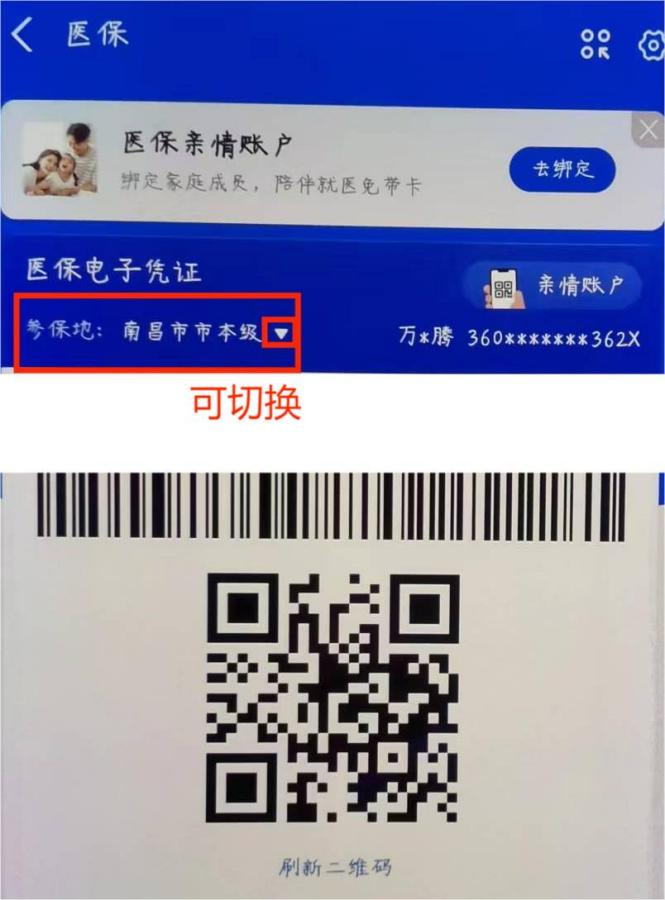 医保
医保亲情账户
绑定家庭成员，陪伴就医免带卡
去绑定
医保电子凭证
亲情账户
参保地：南昌市市本级
万*腾 360*******362X
可切换
刷新二维码